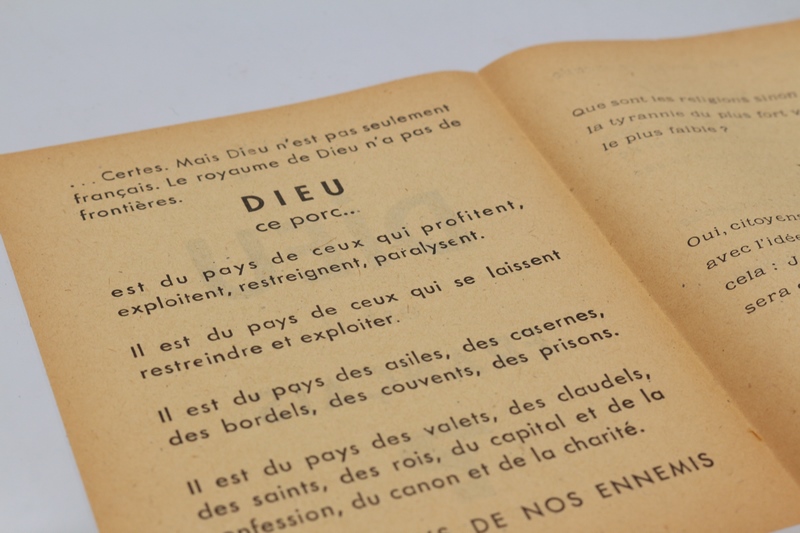 ... Certes. Mais Dieu n'est pas seulement
français. Le royaume de Dieu n'a pas de
frontières.
DIEU
ce porc...
est du pays de ceux qui profitent,
exploitent, restreignent, paralysent.
Il est du pays de ceux qui se laissent
restreindre et exploiter.
Il est du pays des asiles, des casernes,
des bordels, des couvents, des prisons.
Il est du pays des valets, des claudels,
des saints, des rois, du capital et de la
confession, du canon et de la charité.
DE NOS ENNEMIS
Que sont les religions sinon
la tyrannie du plus fort
le plus faible ?
Oui, citoyens
avec l'idée
cela :
sera